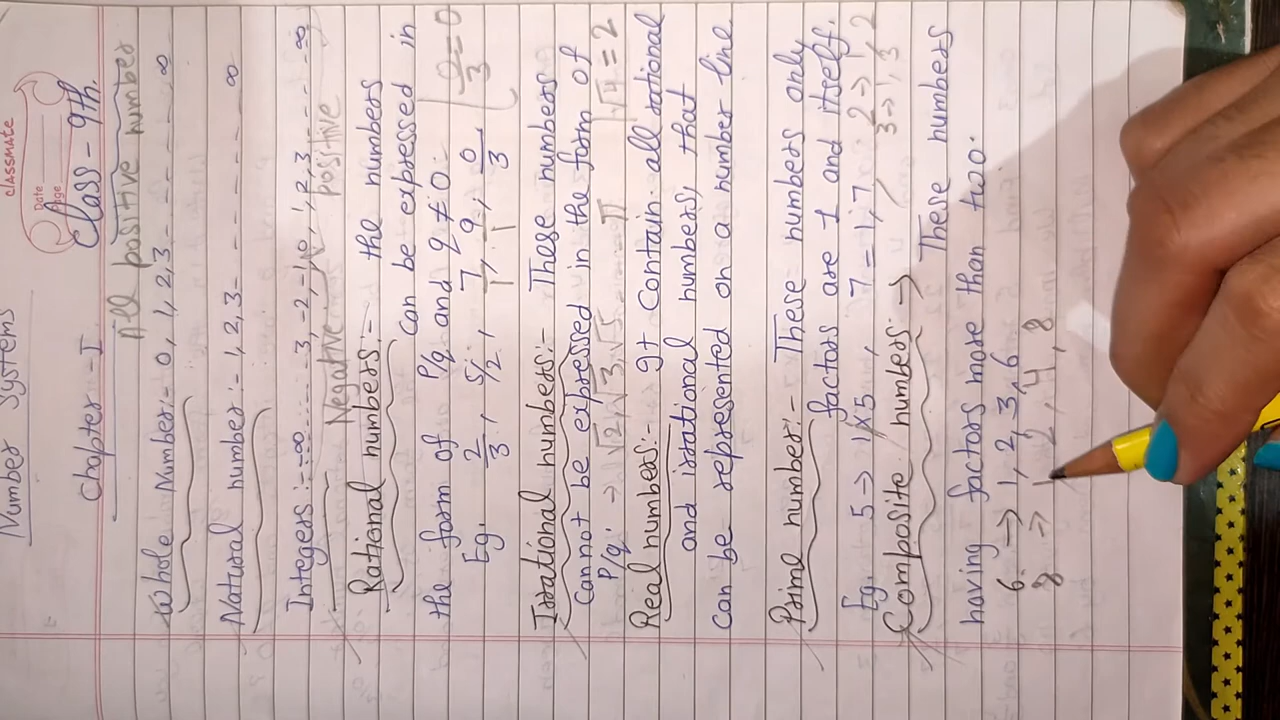 CLASSMATE
Date
Page
Number Systems
Chapter - I Class - 9th.
All positive number
Whole Number:- 0, 1, 2, 3 - - - - - - ∞
Natural number :- 1, 2, 3 - - - - - - ∞
Integers :- -∞ ........ -3, -2, -1, 0, 1, 2, 3 - - - - - ∞
Negative positive
Rational numbers:- the numbers
can be expressed in
the form of P/q and q ≠ 0.
Eg. 2/3, 5/2, 7/1, 9/1, 0/3, 0/3 = 0
Irrational numbers:- These numbers
cannot be expressed in the form of
P/q. → √2, √3, √5 - - - π √4 = 2
Real numbers:- It contain all rational
and irrational numbers, that
can be represented on a number line
Prime number:- These numbers only
factors are 1 and itself.
Eg. 5 → 1×5, 7 = 1, 7 2 → 1, 2
3 → 1, 3
Composite numbers → These numbers
having factors more than two.
6 → 1, 2, 3, 6
8 → 1, 2, 4, 8